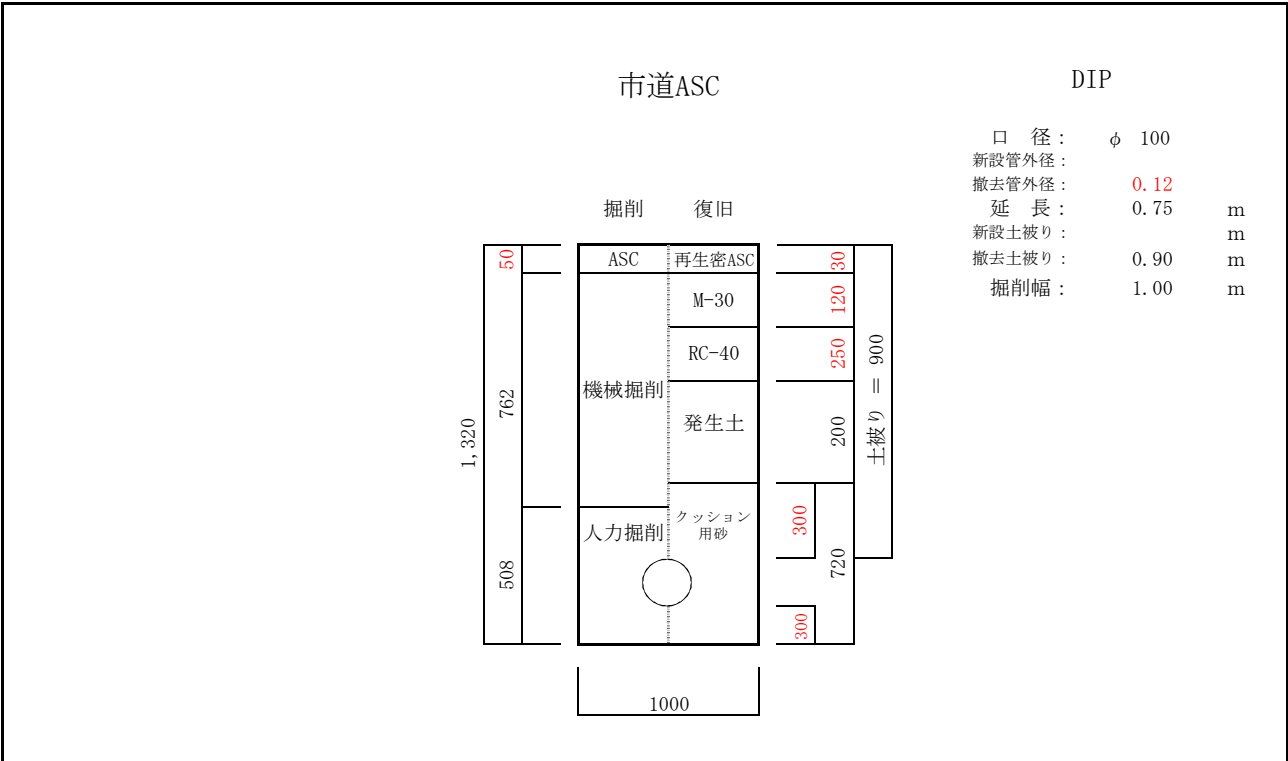 市道ASC
DIP
口 径： φ 100
新設管外径：
撤去管外径： 0.12
延 長： 0.75 m
新設土被り： m
撤去土被り： 0.90 m
掘削幅： 1.00 m
掘削 復旧
50
ASC
再生密ASC
30
M-30
120
RC-40
250
機械掘削
762
発生土
200
土被り ＝ 900
1,320
人力掘削
508
クッション
用砂
300
720
300
1000